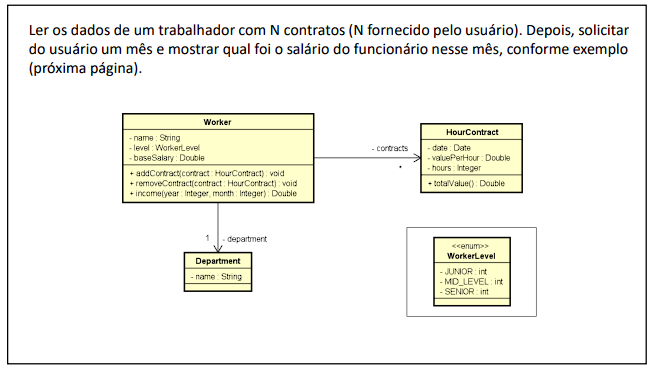 Ler os dados de um trabalhador com N contratos (N fornecido pelo usuário). Depois, solicitar
do usuário um mês e mostrar qual foi o salário do funcionário nesse mês, conforme exemplo
(próxima página).
Worker
- name : String
- level : WorkerLevel
- baseSalary : Double
+ addContract(contract : HourContract) : void
+ removeContract(contract : HourContract) : void
+ income(year : Integer, month : Integer) : Double
- contracts
*
HourContract
- date : Date
- valuePerHour : Double
- hours : Integer
+ totalValue() : Double
1
- department
Department
- name : String
<<enum>>
WorkerLevel
- JUNIOR : int
- MID_LEVEL : int
- SENIOR : int